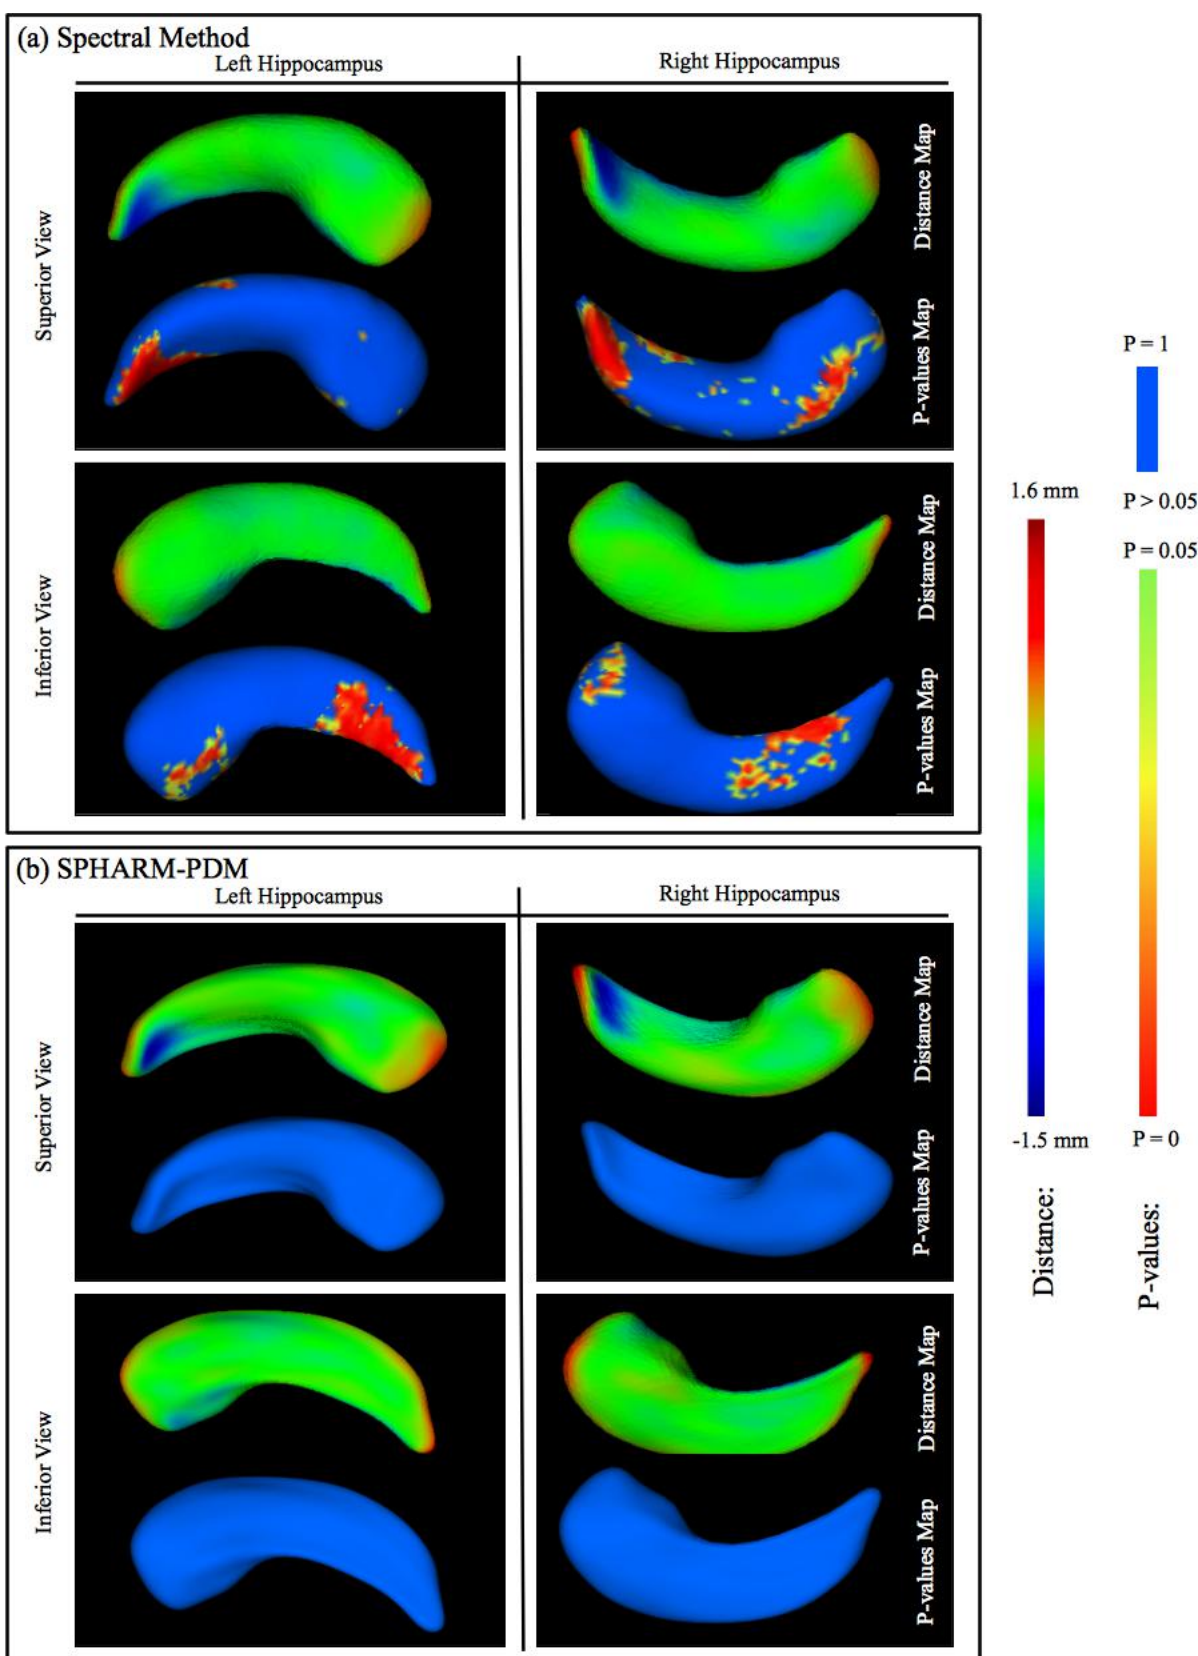 (a) Spectral Method
Left Hippocampus
Right Hippocampus
Superior View
Distance Map
P-values Map
Inferior View
Distance Map
P-values Map
(b) SPHARM-PDM
Left Hippocampus
Right Hippocampus
Superior View
Distance Map
P-values Map
Inferior View
Distance Map
P-values Map
1.6 mm
-1.5 mm
Distance:
P = 1
P > 0.05
P = 0.05
P = 0
P-values: